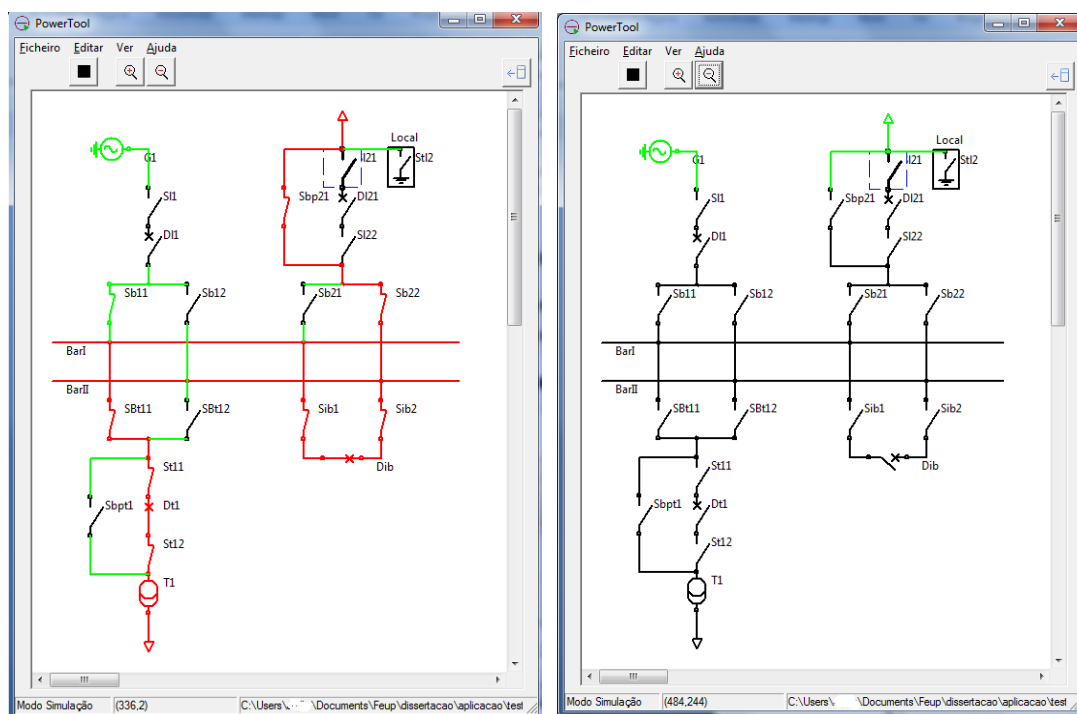 PowerTool
Ficheiro Editar Ver Ajuda
Local
G1
Sl21
Stl2
Sl1
Sbp21
Dl21
Dl1
Sl22
Sb11
Sb12
Sb21
Sb22
BarI
BarII
SBt11
SBt12
Sib1
Sib2
St11
Dib
Sbpt1
Dt1
St12
T1
Modo Simulação (336,2) C:\Users\ \Documents\Feup\dissertacao\aplicacao\test
PowerTool
Ficheiro Editar Ver Ajuda
Local
G1
Stl2
Sl1
Sbp21
Dl21
Dl1
Sl22
Sb11
Sb12
Sb21
Sb22
BarI
BarII
SBt11
SBt12
Sib1
Sib2
St11
Dib
Sbpt1
Dt1
St12
T1
Modo Simulação (484,244) C:\Users\ \Documents\Feup\dissertacao\aplicacao\test